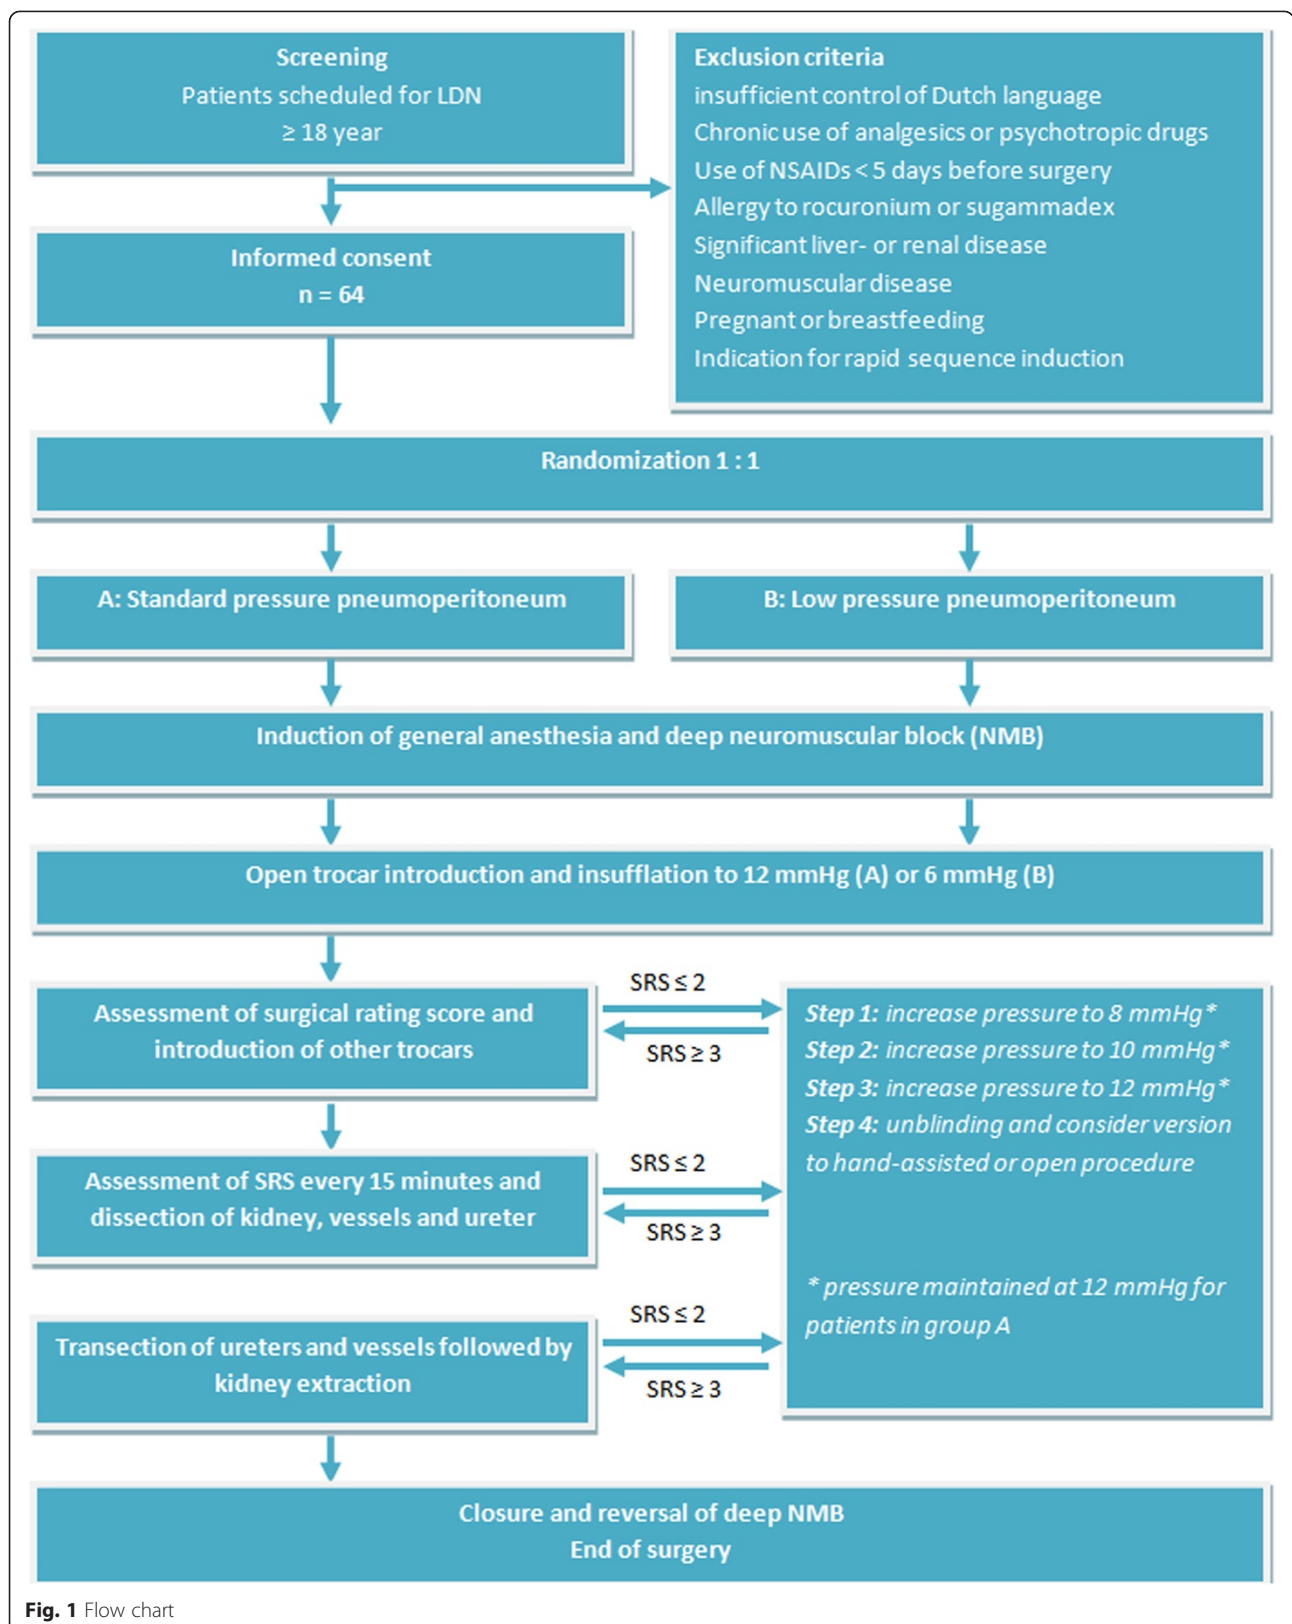 Screening
Patients scheduled for LDN
≥ 18 year
Exclusion criteria
insufficient control of Dutch language
Chronic use of analgesics or psychotropic drugs
Use of NSAIDs < 5 days before surgery
Allergy to rocuronium or sugammadex
Significant liver- or renal disease
Neuromuscular disease
Pregnant or breastfeeding
Indication for rapid sequence induction
Informed consent
n = 64
Randomization 1 : 1
A: Standard pressure pneumoperitoneum
B: Low pressure pneumoperitoneum
Induction of general anesthesia and deep neuromuscular block (NMB)
Open trocar introduction and insufflation to 12 mmHg (A) or 6 mmHg (B)
Assessment of surgical rating score and
introduction of other trocars
SRS ≤ 2
SRS ≥ 3
Assessment of SRS every 15 minutes and
dissection of kidney, vessels and ureter
SRS ≤ 2
SRS ≥ 3
Transection of ureters and vessels followed by
kidney extraction
SRS ≤ 2
SRS ≥ 3
Step 1: increase pressure to 8 mmHg*
Step 2: increase pressure to 10 mmHg*
Step 3: increase pressure to 12 mmHg*
Step 4: unblinding and consider version
to hand-assisted or open procedure
* pressure maintained at 12 mmHg for
patients in group A
Closure and reversal of deep NMB
End of surgery
Fig. 1 Flow chart